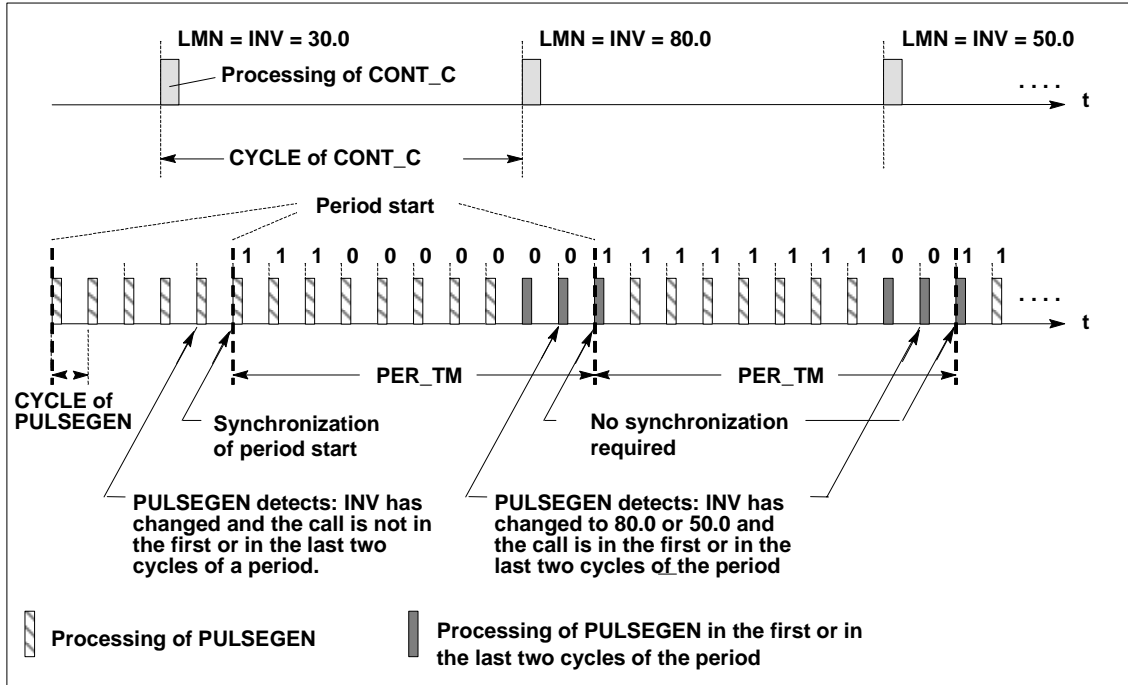 LMN = INV = 30.0 LMN = INV = 80.0 LMN = INV = 50.0
Processing of CONT_C
. . . .
t
CYCLE of CONT_C
Period start
1 1 1 0 0 0 0 0 0 0 1 1 1 1 1 1 1 1 0 0 1 1
. . . .
t
PER_TM PER_TM
CYCLE of
PULSEGEN
Synchronization
of period start
No synchronization
required
PULSEGEN detects: INV has
changed and the call is not in
the first or in the last two
cycles of a period.
PULSEGEN detects: INV has
changed to 80.0 or 50.0 and
the call is in the first or in the
last two cycles of the period
Processing of PULSEGEN
Processing of PULSEGEN in the first or in
the last two cycles of the period